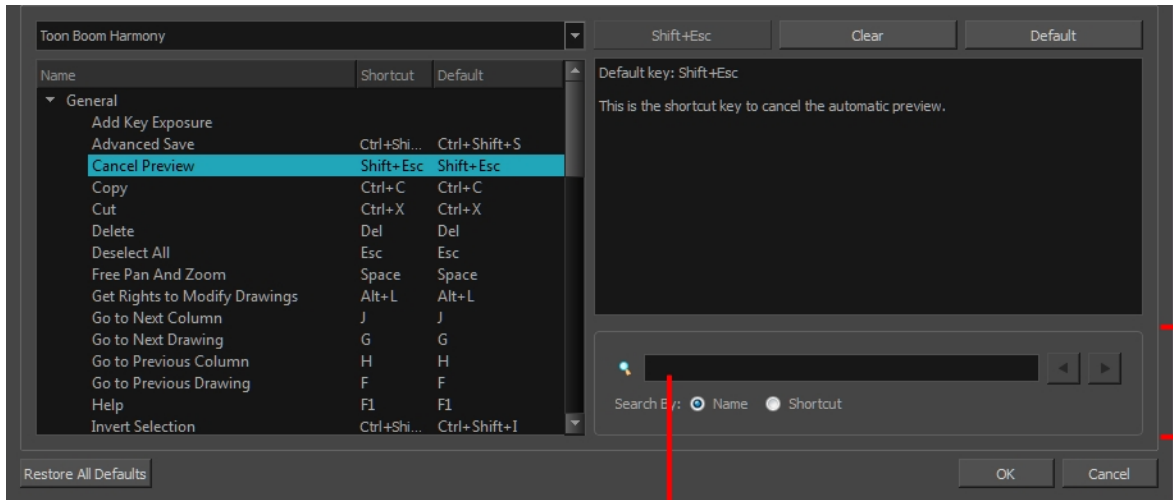 Toon Boom Harmony
Shift+Esc Clear Default
Name Shortcut Default
General
Add Key Exposure
Advanced Save Ctrl+Shi... Ctrl+Shift+S
Cancel Preview Shift+Esc Shift+Esc
Copy Ctrl+C Ctrl+C
Cut Ctrl+X Ctrl+X
Delete Del Del
Deselect All Esc Esc
Free Pan And Zoom Space Space
Get Rights to Modify Drawings Alt+L Alt+L
Go to Next Column J J
Go to Next Drawing G G
Go to Previous Column H H
Go to Previous Drawing F F
Help F1 F1
Invert Selection Ctrl+Shi... Ctrl+Shift+I
Default key: Shift+Esc
This is the shortcut key to cancel the automatic preview.
Search By: Name Shortcut
Restore All Defaults OK Cancel